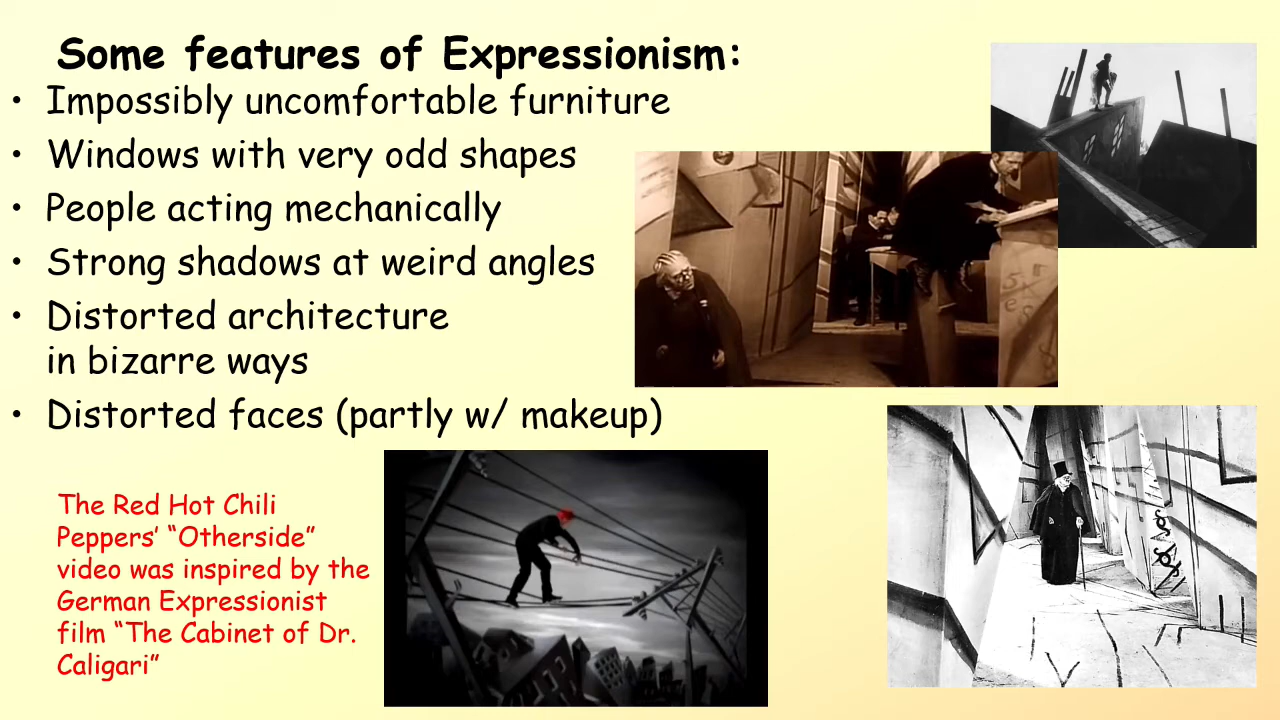 Some features of Expressionism:
• Impossibly uncomfortable furniture
• Windows with very odd shapes
• People acting mechanically
• Strong shadows at weird angles
• Distorted architecture
in bizarre ways
• Distorted faces (partly w/ makeup)
The Red Hot Chili
Peppers’ “Otherside”
video was inspired by the
German Expressionist
film “The Cabinet of Dr.
Caligari”